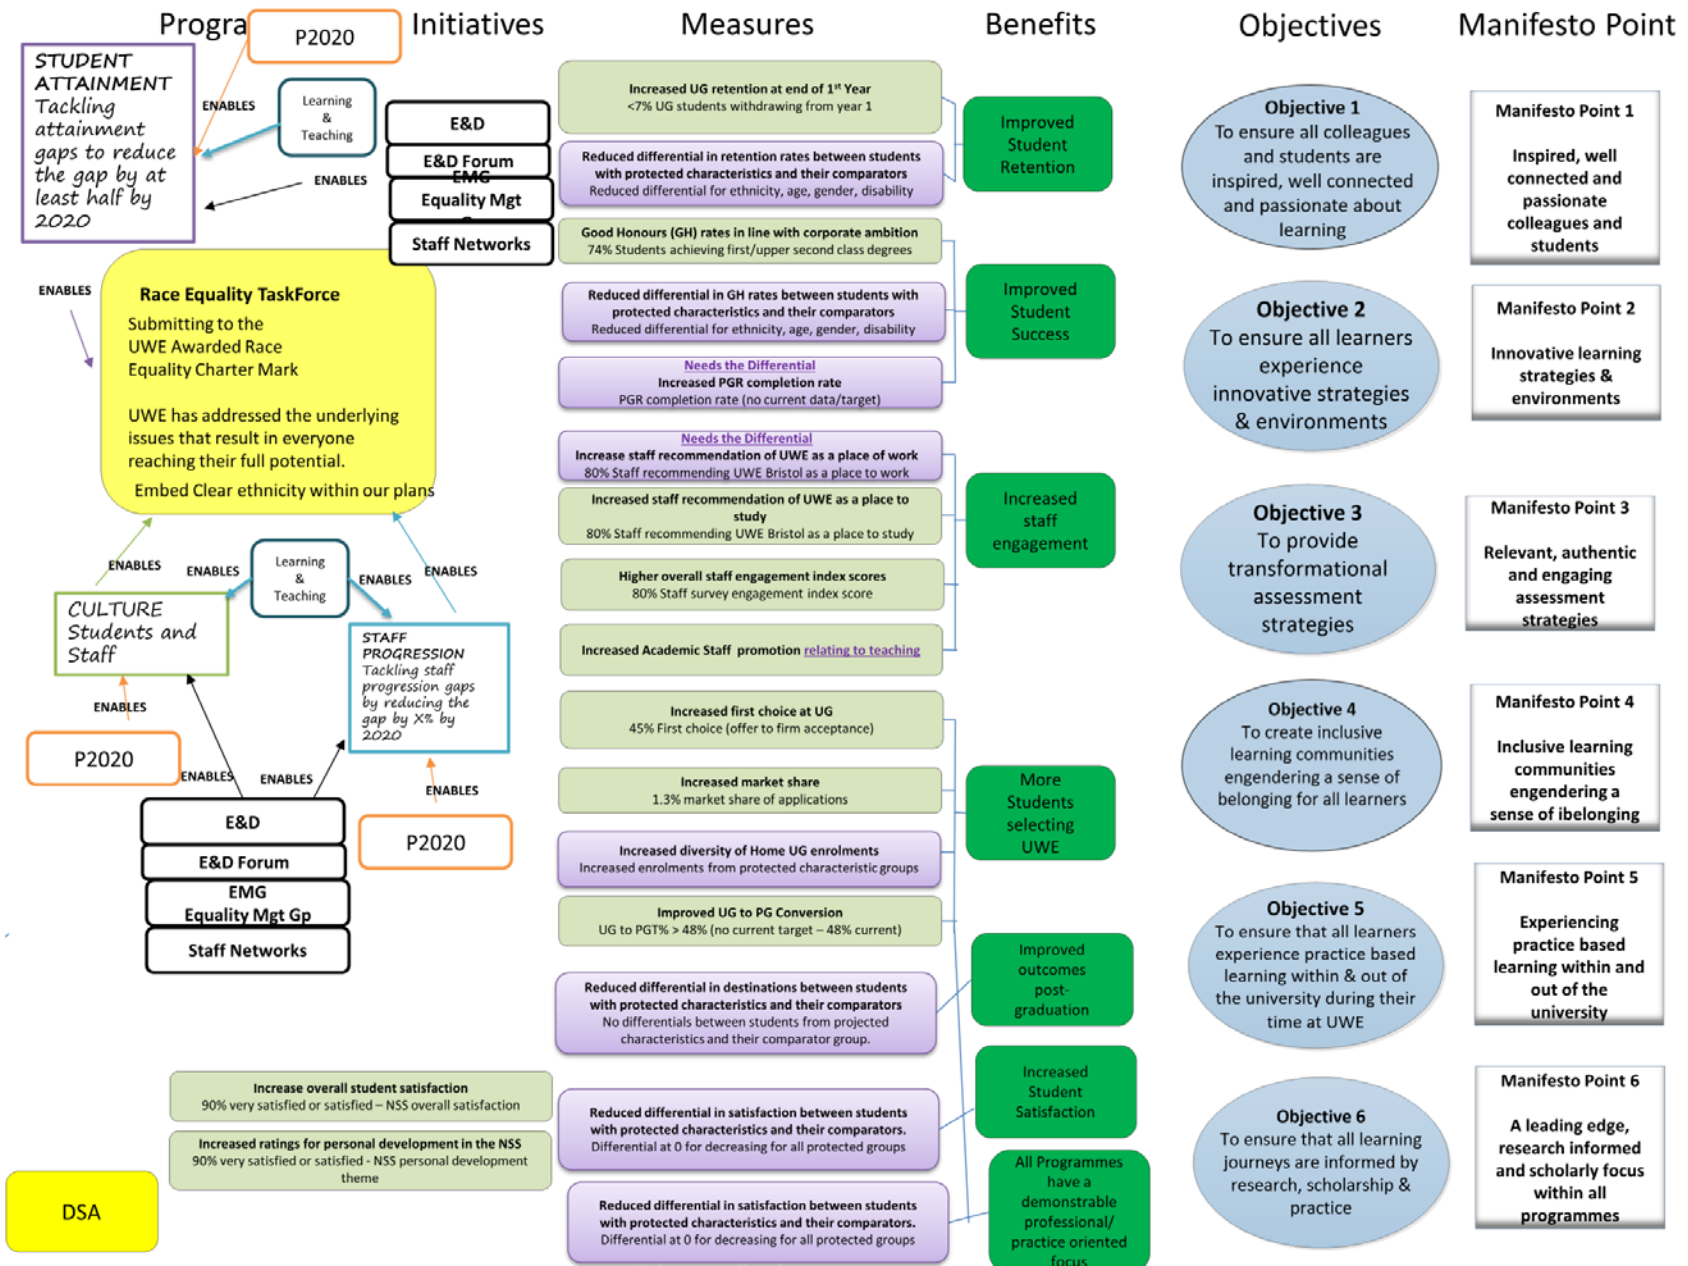 Progra
Initiatives
Measures
Benefits
Objectives
Manifesto Point
P2020
STUDENT
ATTAINMENT
Tackling
attainment
gaps to reduce
the gap by at
least half by
2020
ENABLES
Learning
&
Teaching
ENABLES
E&D
E&D Forum
EMG
Equality Mgt
Staff Networks
ENABLES
Race Equality TaskForce
Submitting to the
UWE Awarded Race
Equality Charter Mark
UWE has addressed the underlying
issues that result in everyone
reaching their full potential.
Embed Clear ethnicity within our plans
ENABLES
ENABLES
Learning
&
Teaching
ENABLES
ENABLES
CULTURE
Students and
Staff
STAFF
PROGRESSION
Tackling staff
progression gaps
by reducing the
gap by X% by
2020
ENABLES
P2020
ENABLES
ENABLES
ENABLES
P2020
E&D
E&D Forum
EMG
Equality Mgt Gp
Staff Networks
Increase overall student satisfaction
90% very satisfied or satisfied – NSS overall satisfaction
Increased ratings for personal development in the NSS
90% very satisfied or satisfied - NSS personal development
theme
DSA
Increased UG retention at end of 1st Year
<7% UG students withdrawing from year 1
Reduced differential in retention rates between students
with protected characteristics and their comparators
Reduced differential for ethnicity, age, gender, disability
Good Honours (GH) rates in line with corporate ambition
74% Students achieving first/upper second class degrees
Reduced differential in GH rates between students with
protected characteristics and their comparators
Reduced differential for ethnicity, age, gender, disability
Needs the Differential
Increased PGR completion rate
PGR completion rate (no current data/target)
Needs the Differential
Increase staff recommendation of UWE as a place of work
80% Staff recommending UWE Bristol as a place to work
Increased staff recommendation of UWE as a place to
study
80% Staff recommending UWE Bristol as a place to study
Higher overall staff engagement index scores
80% Staff survey engagement index score
Increased Academic Staff promotion relating to teaching
Increased first choice at UG
45% First choice (offer to firm acceptance)
Increased market share
1.3% market share of applications
Increased diversity of Home UG enrolments
Increased enrolments from protected characteristic groups
Improved UG to PG Conversion
UG to PGT% > 48% (no current target – 48% current)
Reduced differential in destinations between students
with protected characteristics and their comparators
No differentials between students from projected
characteristics and their comparator group.
Reduced differential in satisfaction between students
with protected characteristics and their comparators.
Differential at 0 for decreasing for all protected groups
Reduced differential in satisfaction between students
with protected characteristics and their comparators.
Differential at 0 for decreasing for all protected groups
Improved
Student
Retention
Improved
Student
Success
Increased
staff
engagement
More
Students
selecting
UWE
Improved
outcomes
post-
graduation
Increased
Student
Satisfaction
All Programmes
have a
demonstrable
professional/
practice oriented
focus
Objective 1
To ensure all colleagues
and students are
inspired, well connected
and passionate about
learning
Objective 2
To ensure all learners
experience
innovative strategies
& environments
Objective 3
To provide
transformational
assessment
strategies
Objective 4
To create inclusive
learning communities
engendering a sense of
belonging for all learners
Objective 5
To ensure that all learners
experience practice based
learning within & out of
the university during their
time at UWE
Objective 6
To ensure that all learning
journeys are informed by
research, scholarship &
practice
Manifesto Point 1
Inspired, well
connected and
passionate
colleagues and
students
Manifesto Point 2
Innovative learning
strategies &
environments
Manifesto Point 3
Relevant, authentic
and engaging
assessment
strategies
Manifesto Point 4
Inclusive learning
communities
engendering a
sense of ibelonging
Manifesto Point 5
Experiencing
practice based
learning within and
out of the
university
Manifesto Point 6
A leading edge,
research informed
and scholarly focus
within all
programmes